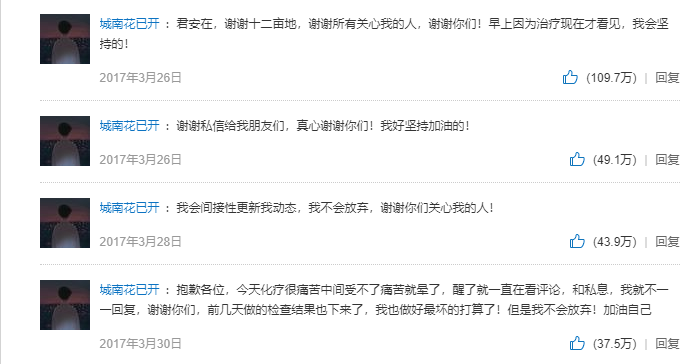 城南花已开 ：君安在，谢谢十二亩地，谢谢所有关心我的人，谢谢你们！早上因为治疗现在才看见，我会坚
持的！
2017年3月26日 (109.7万) | 回复
城南花已开 ：谢谢私信给我朋友们，真心谢谢你们！我好坚持加油的！
2017年3月26日 (49.1万) | 回复
城南花已开 ：我会间接性更新我动态，我不会放弃，谢谢你们关心我的人！
2017年3月28日 (43.9万) | 回复
城南花已开 ：抱歉各位，今天化疗很痛苦中间受不了痛苦就晕了，醒了就一直在看评论，和私息，我就不一
一回复，谢谢你们，前几天做的检查结果也下来了，我也做好最坏的打算了！但是我不会放弃！加油自己
2017年3月30日 (37.5万) | 回复